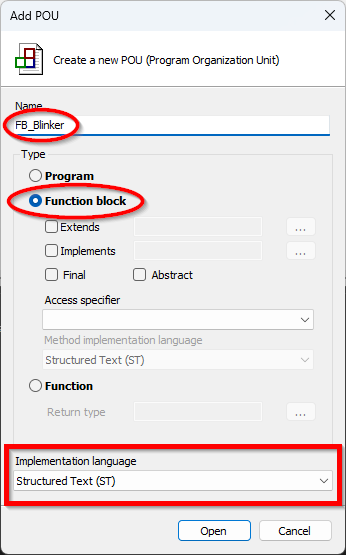 Add POU
Create a new POU (Program Organization Unit)
Name
FB_Blinker
Type
Program
Function block
Extends
...
Implements
...
Final Abstract
Access specifier
Method implementation language
Structured Text (ST)
Function
Return type
...
Implementation language
Structured Text (ST)
Open Cancel